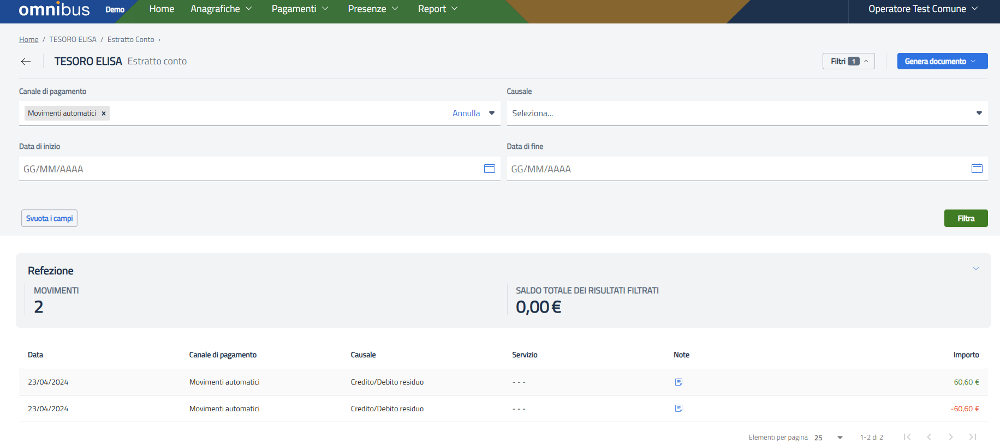 omnibus Demo Home Anagrafiche Pagamenti Presenze Report Operatore Test Comune
Home / TESORO ELISA / Estratto Conto ›
TESORO ELISA Estratto conto Filtri 1 Genera documento
Canale di pagamento Causale
Movimenti automatici x Annulla Seleziona...
Data di inizio Data di fine
GG/MM/AAAA GG/MM/AAAA
Svuota i campi Filtra
Refezione
MOVIMENTI SALDO TOTALE DEI RISULTATI FILTRATI
2 0,00 €
Data Canale di pagamento Causale Servizio Note Importo
23/04/2024 Movimenti automatici Credito/Debito residuo - - - 60,60 €
23/04/2024 Movimenti automatici Credito/Debito residuo - - - -60,60 €
Elementi per pagina 25 1-2 di 2